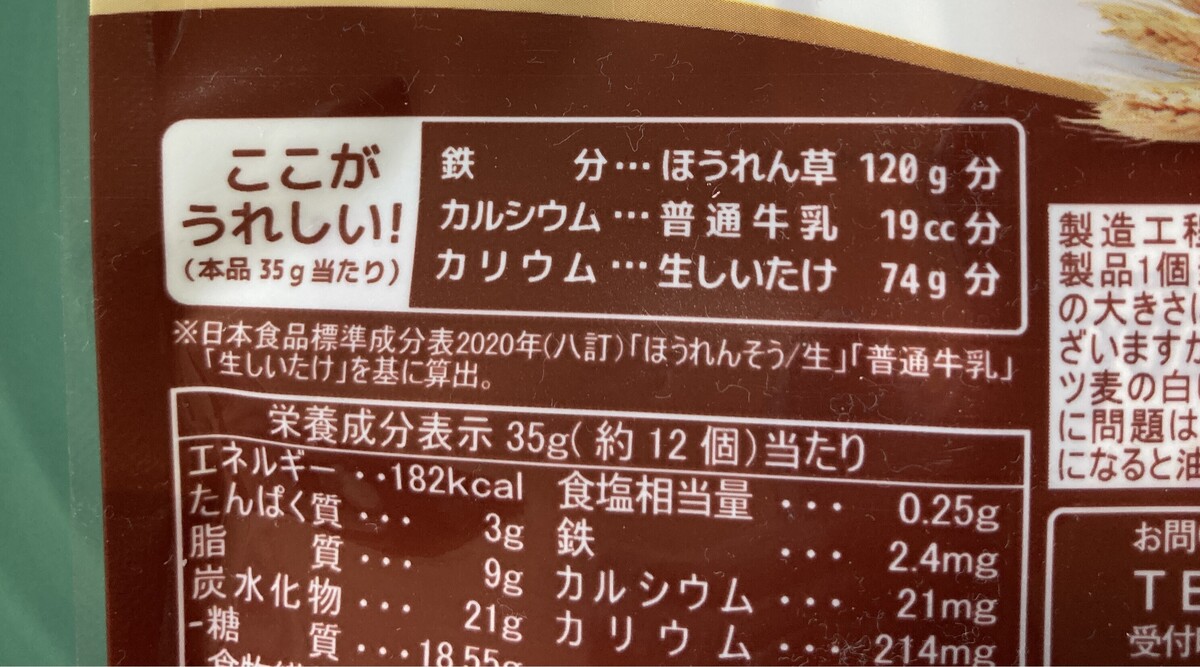 ここが
うれしい!
(本品 35g当たり)
鉄 分… ほうれん草 120g 分
カルシウム … 普通牛乳 19cc分
カリウム … 生しいたけ 74g 分
※日本食品標準成分表2020年(八訂)「ほうれんそう/生」「普通牛乳」
「生しいたけ」を基に算出。
栄養成分表示 35g(約 12 個)当たり
エネルギー ‥182kcal
たんぱく質 … 3g
脂 質 … 9g
炭水化物 … 21g
-糖 質 …18.55g
食塩相当量 … 0.25g
鉄 … 2.4mg
カルシウム … 21mg
カリウム … 214mg
製造工
製品1個
の大きさ
ざいます
ツ麦の白
に問題は
になると油
お問
TE
受付